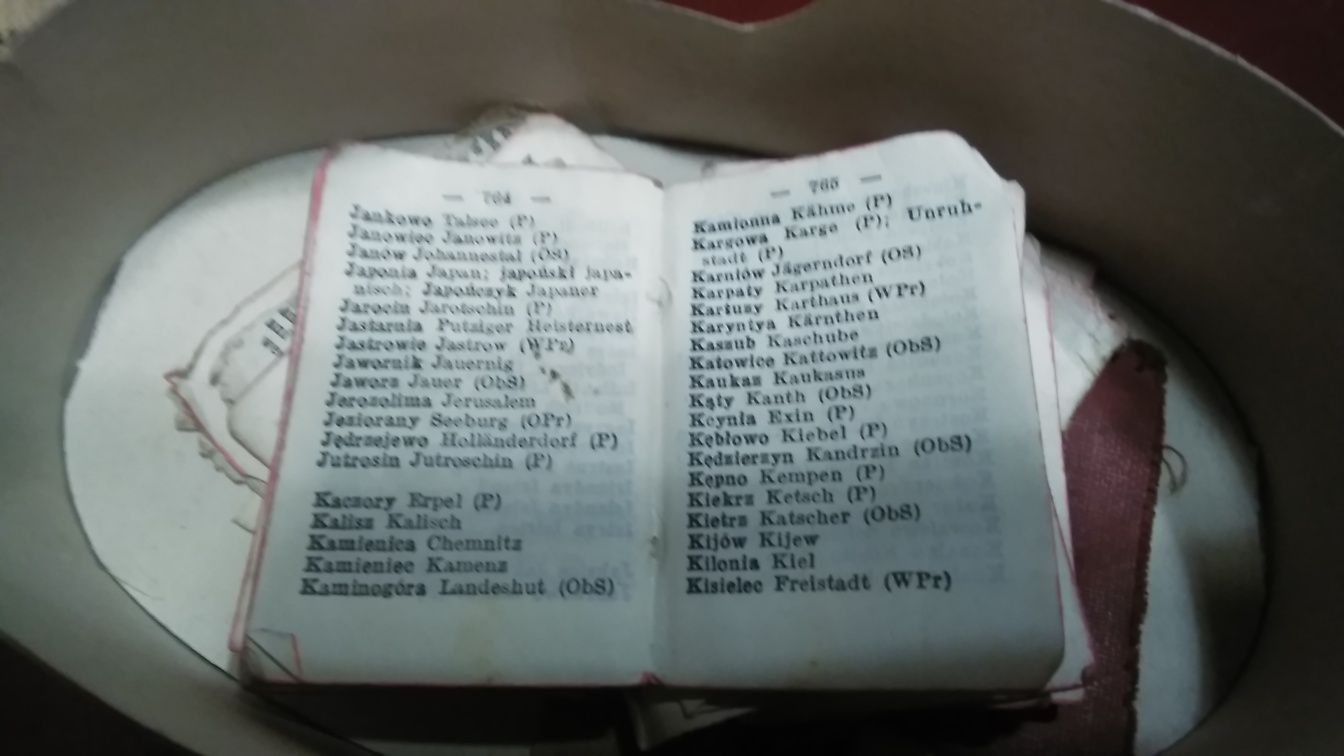 — 764 —
Jankowo Talsee (P)
Janowiec Janowitz (P)
Janów Johannestal (OS)
Japonia Japan; japoński japa-
nisch; Japończyk Japaner
Jarocin Jarotschin (P)
Jastarnia Putziger Heisternest
Jastrowie Jastrow (WPr)
Jawornik Jauernig
Jawora Jauer (ObS)
Jerozolima Jerusalem
Jeziorany Seeburg (OPr)
Jędrzejewo Holländerdorf (P)
Jutrosin Jutroschin (P)
Kaczory Erpel (P)
Kalisz Kalisch
Kamienica Chemnitz
Kamieniec Kamenz
Kaminogóra Landeshut (ObS)
— 765 —
Kamionna Kähme (P)
Kargowa Karge (P); Unruh-
stadt (P)
Karniów Jägerndorf (OS)
Karpaty Karpathen
Kartuzy Karthaus (WPr)
Karyntya Kärnthen
Kaszub Kaschube
Katowice Kattowitz (ObS)
Kaukaz Kaukasus
Kąty Kanth (ObS)
Kcynia Exin (P)
Kębłowo Kiebel (P)
Kędzierzyn Kandrzin (ObS)
Kępno Kempen (P)
Kiekrz Ketsch (P)
Kietrz Katscher (ObS)
Kijów Kijew
Kilonia Kiel
Kisielec Freistadt (WPr)